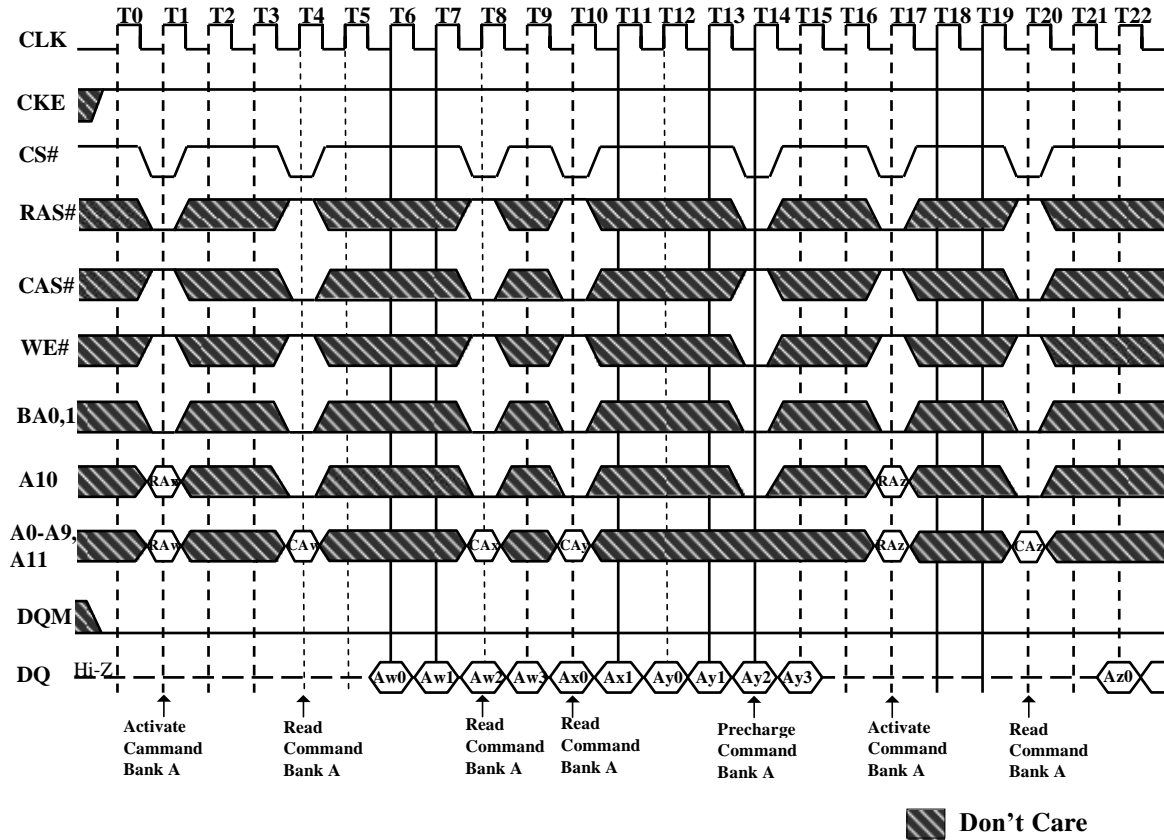 T0 T1 T2 T3 T4 T5 T6 T7 T8 T9 T10 T11 T12 T13 T14 T15 T16 T17 T18 T19 T20 T21 T22
CLK
CKE
CS#
RAS#
CAS#
WE#
BA0,1
A10
RAx
RAz
A0-A9,
A11
RAw
CAw
CAx
CAy
RAz
CAz
DQM
DQ
Hi-Z
Aw0 Aw1 Aw2 Aw3 Ax0 Ax1 Ay0 Ay1 Ay2 Ay3 Az0
Activate
Cammand
Bank A
Read
Command
Bank A
Read
Command
Bank A
Read
Command
Bank A
Precharge
Command
Bank A
Activate
Command
Bank A
Read
Command
Bank A
Don't Care